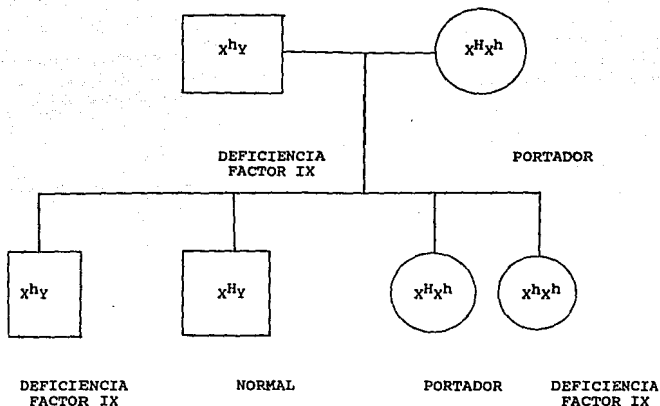 XʰY XᴴXʰ
DEFICIENCIA PORTADOR
FACTOR IX
XʰY XᴴY XᴴXʰ XʰXʰ
DEFICIENCIA NORMAL PORTADOR DEFICIENCIA
FACTOR IX FACTOR IX